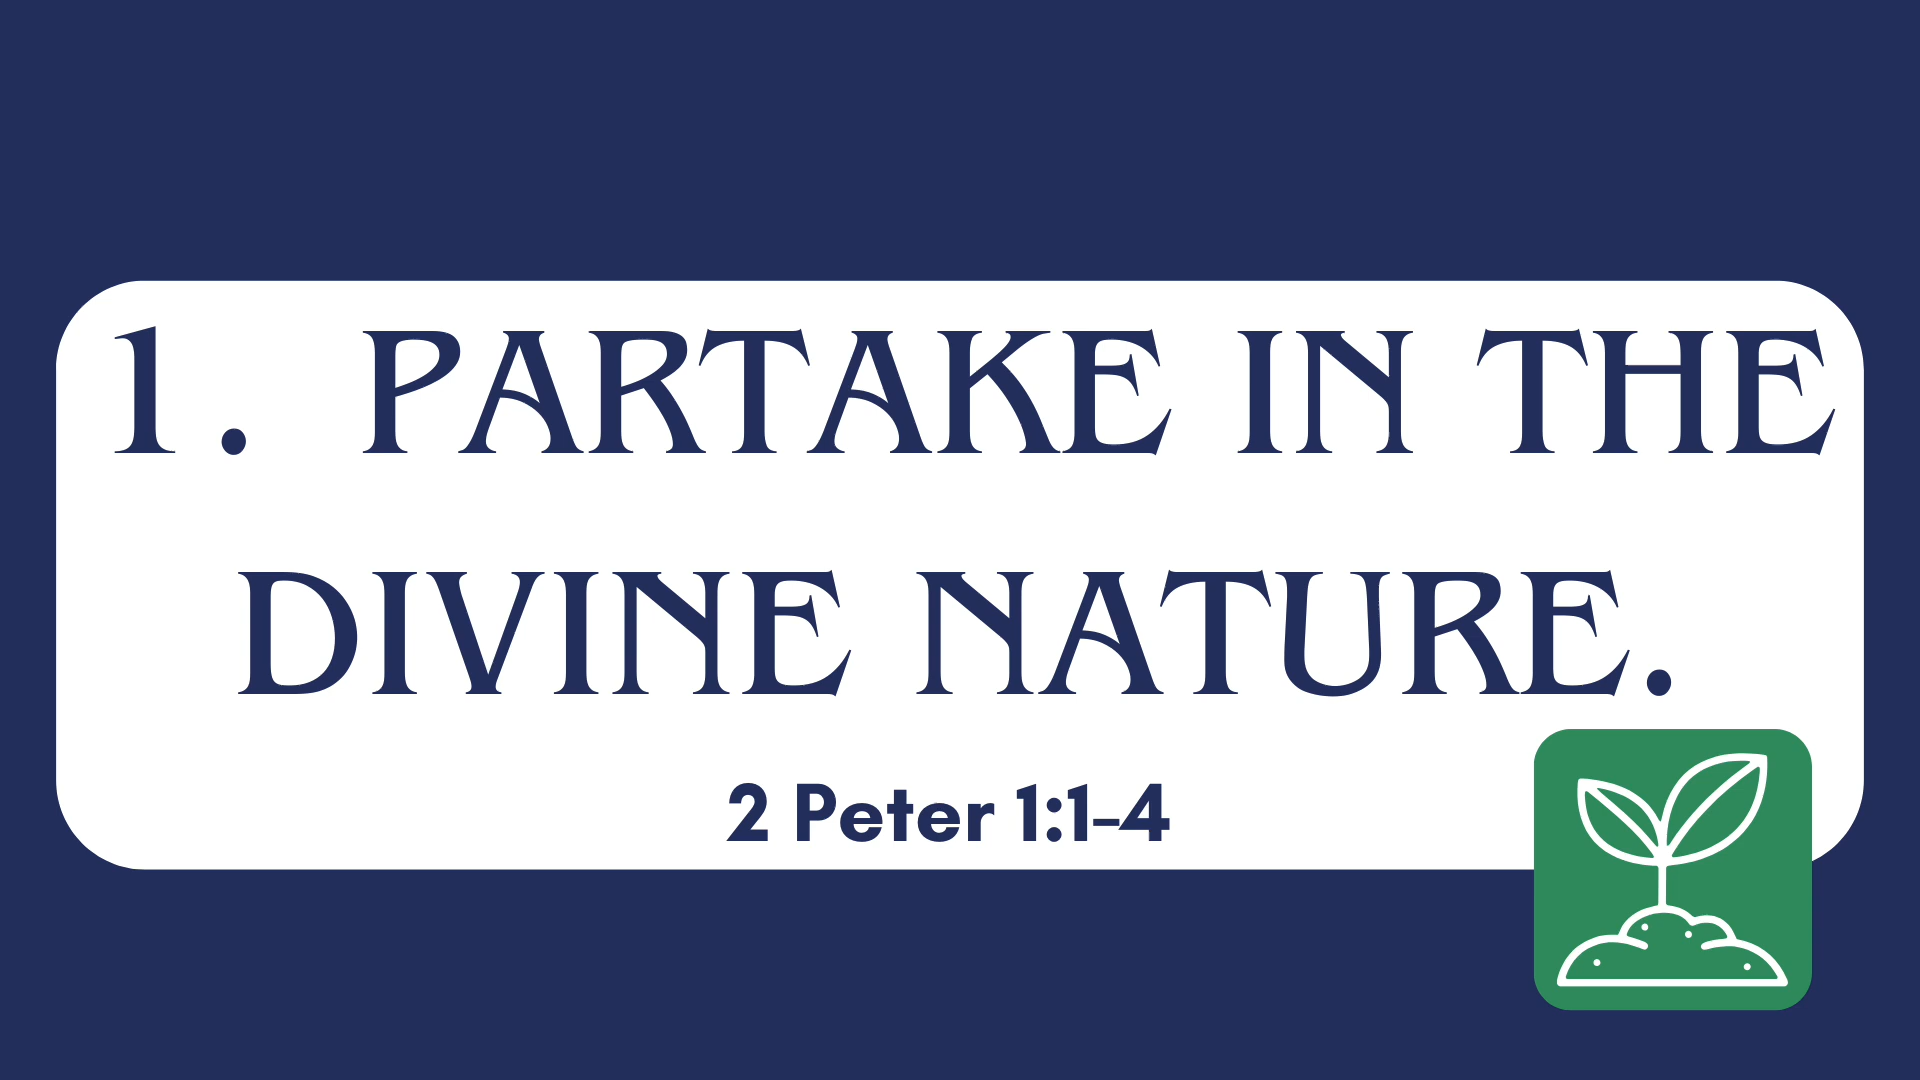 1. PARTAKE IN THE
DIVINE NATURE.
2 Peter 1:1–4